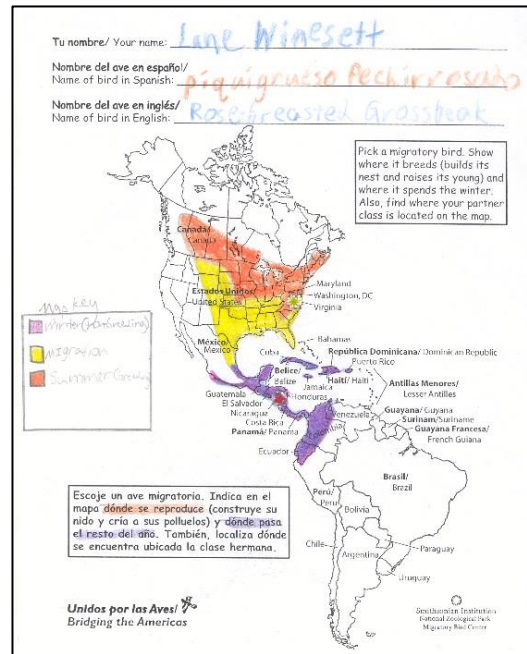 Tu nombre/ Your name: Lane Winesett
Nombre del ave en español/
Name of bird in Spanish: piquigrueso Pechirrosado
Nombre del ave en inglés/
Name of bird in English: Rosebreasted Grossbeak
Pick a migratory bird. Show
where it breeds (builds its
nest and raises its young) and
where it spends the winter.
Also, find where your partner
class is located on the map.
Canadá/
Canada
Maryland
Washington, DC
Virginia
Estados Unidos/
United States
Map key
Winter
Migration
Summer
México/
Mexico
Bahamas
Cuba
República Dominicana/ Dominican Republic
Puerto Rico
Belice/
Belize
Jamaica
Haití/ Haiti
Antilles Menores/
Lesser Antilles
Guatemala
Honduras
El Salvador
Nicaragua
Costa Rica
Panamá/ Panama
Venezuela
Colombia
Guayana/ Guyana
Surinam/Suriname
Guayana Francesa/
French Guiana
Ecuador
Brasil/
Brazil
Perú/
Peru
Bolivia
Escoje un ave migratoria. Indica en el
mapa dónde se reproduce (construye su
nido y cría a sus polluelos) y dónde pasa
el resto del año. También, localiza dónde
se encuentra ubicada la clase hermana.
Chile
Paraguay
Argentina
Uruguay
Unidos por las Aves/
Bridging the Americas
Smithsonian Institution
National Zoological Park
Migratory Bird Center